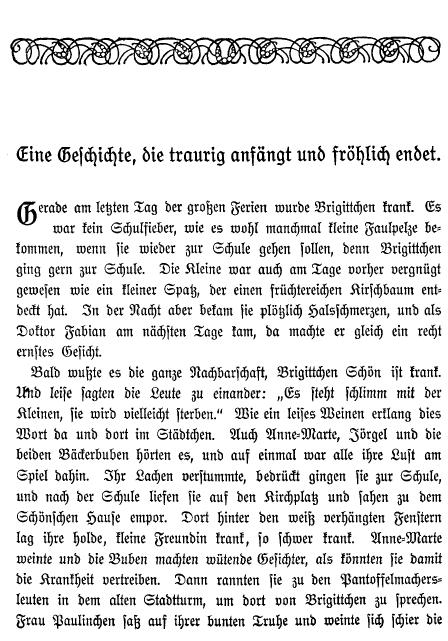 Eine Geschichte, die traurig anfängt und fröhlich endet.
Gerade am letzten Tag der großen Ferien wurde Brigittchen krank. Es
war kein Schulfieber, wie es wohl manchmal kleine Faulpelze be-
kommen, wenn sie wieder zur Schule gehen sollen, denn Brigittchen
ging gern zur Schule. Die Kleine war auch am Tage vorher vergnügt
gewesen wie ein kleiner Spatz, der einen früchtereichen Kirschbaum ent-
deckt hat. In der Nacht aber bekam sie plötzlich Halsschmerzen, und als
Doktor Fabian am nächsten Tage kam, da machte er gleich ein recht
ernstes Gesicht.
Bald wußte es die ganze Nachbarschaft, Brigittchen Schön ist krank.
Und leise sagten die Leute zu einander: „Es steht schlimm mit der
Kleinen, sie wird vielleicht sterben.“ Wie ein leises Weinen erklang dies
Wort da und dort im Städtchen. Auch Anne-Marte, Jörgel und die
beiden Bäckerbuben hörten es, und auf einmal war alle ihre Lust am
Spiel dahin. Ihr Lachen verstummte, bedrückt gingen sie zur Schule,
und nach der Schule liefen sie auf den Kirchplatz und sahen zu dem
Schönschen Hause empor. Dort hinter den weiß verhängten Fenstern
lag ihre holde, kleine Freundin krank, so schwer krank. Anne-Marte
weinte und die Buben machten wütende Gesichter, als könnten sie damit
die Krankheit vertreiben. Dann rannten sie zu den Pantoffelmachers-
leuten in dem alten Stadtturm, um dort von Brigittchen zu sprechen.
Frau Paulinchen saß auf ihrer bunten Truhe und weinte sich schier die